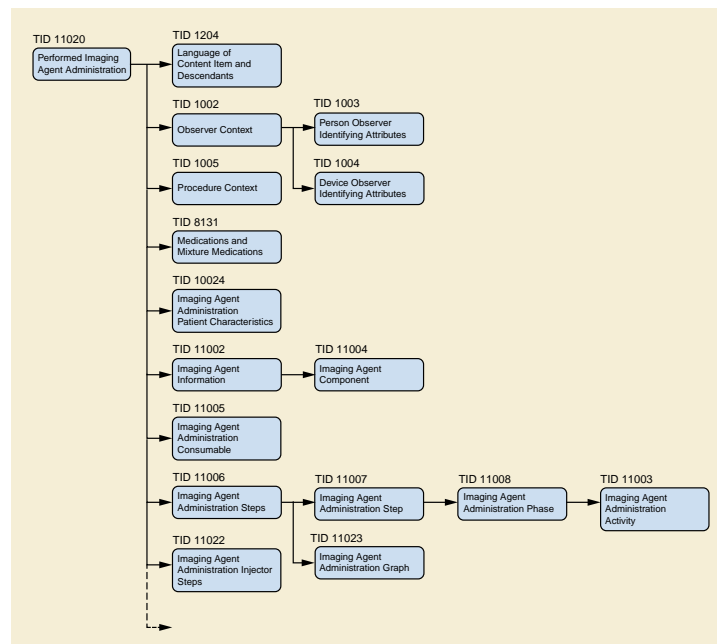 TID 11020
Performed Imaging
Agent Administration
TID 1204
Language of
Content Item and
Descendants
TID 1002
Observer Context
TID 1003
Person Observer
Identifying Attributes
TID 1005
Procedure Context
TID 1004
Device Observer
Identifying Attributes
TID 8131
Medications and
Mixture Medications
TID 10024
Imaging Agent
Administration
Patient Characteristics
TID 11002
Imaging Agent
Information
TID 11004
Imaging Agent
Component
TID 11005
Imaging Agent
Administration
Consumable
TID 11006
Imaging Agent
Administration Steps
TID 11007
Imaging Agent
Administration Step
TID 11008
Imaging Agent
Administration Phase
TID 11003
Imaging Agent
Administration
Activity
TID 11022
Imaging Agent
Administration Injector
Steps
TID 11023
Imaging Agent
Administration Graph